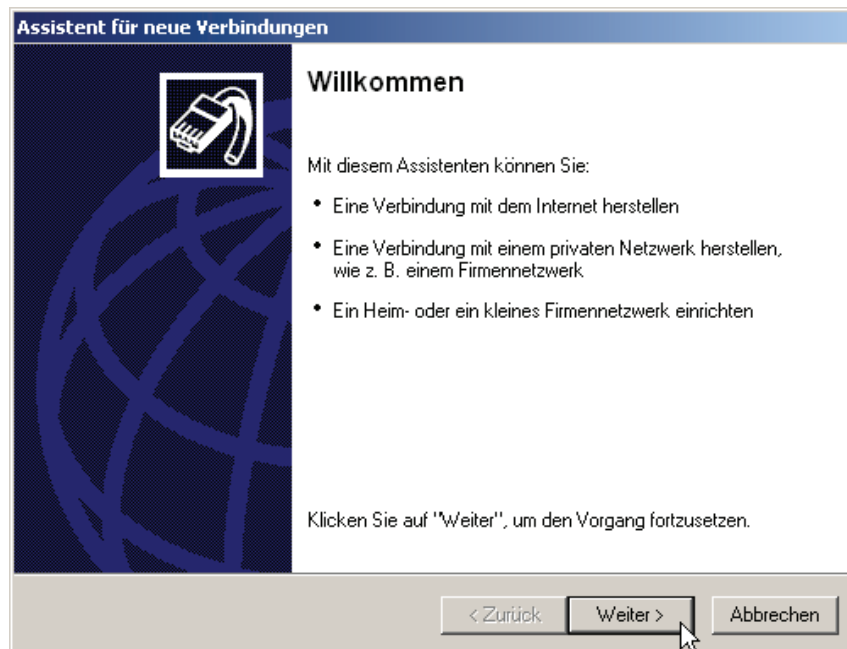 Assistent für neue Verbindungen
Willkommen
Mit diesem Assistenten können Sie:
• Eine Verbindung mit dem Internet herstellen
• Eine Verbindung mit einem privaten Netzwerk herstellen,
wie z. B. einem Firmennetzwerk
• Ein Heim- oder ein kleines Firmennetzwerk einrichten
Klicken Sie auf "Weiter", um den Vorgang fortzusetzen.
< Zurück Weiter > Abbrechen